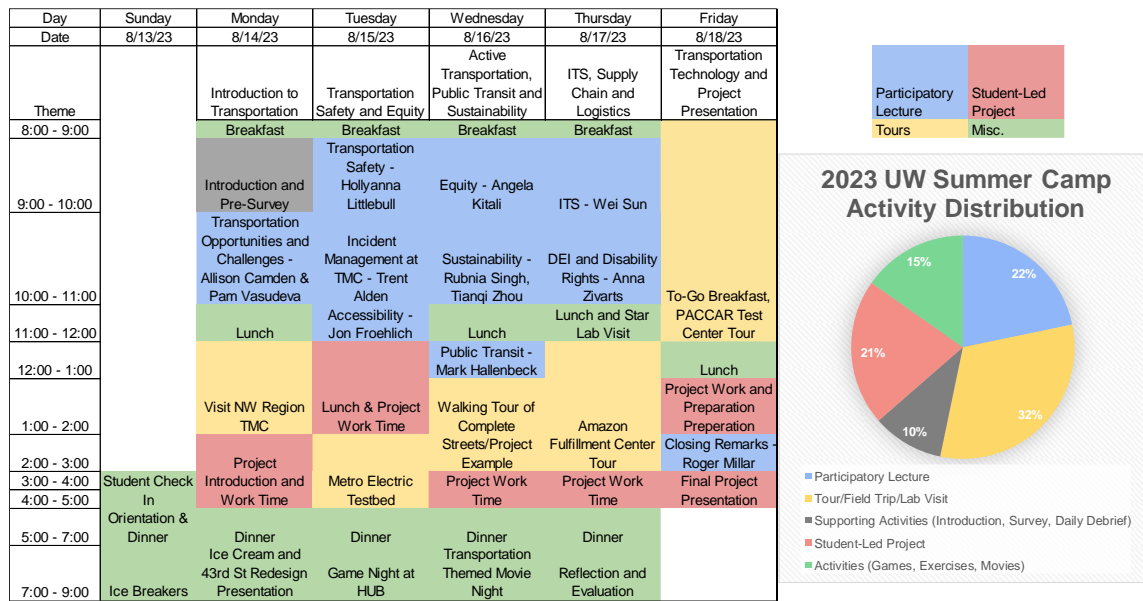 Day Sunday Monday Tuesday Wednesday Thursday Friday
Date 8/13/23 8/14/23 8/15/23 8/16/23 8/17/23 8/18/23
Theme
Introduction to
Transportation
Transportation
Safety and Equity
Active
Transportation,
Public Transit and
Sustainability
ITS, Supply
Chain and
Logistics
Transportation
Technology and
Project
Presentation
8:00 - 9:00 Breakfast Breakfast Breakfast Breakfast
9:00 - 10:00
Introduction and
Pre-Survey
Transportation
Safety -
Hollyanna
Littlebull
Equity - Angela
Kitali
ITS - Wei Sun
10:00 - 11:00
Transportation
Opportunities and
Challenges -
Allison Camden &
Pam Vasudeva
Incident
Management at
TMC - Trent
Alden
Sustainability -
Rubnia Singh,
Tianqi Zhou
DEI and Disability
Rights - Anna
Zivarts
To-Go Breakfast,
PACCAR Test
Center Tour
11:00 - 12:00
Lunch
Accessibility -
Jon Froehlich
Lunch
Lunch and Star
Lab Visit
12:00 - 1:00
Public Transit -
Mark Hallenbeck
Lunch
1:00 - 2:00
Visit NW Region
TMC
Lunch & Project
Work Time
Walking Tour of
Complete
Streets/Project
Example
Amazon
Fulfillment Center
Tour
Project Work and
Preparation
Preperation
2:00 - 3:00
Closing Remarks -
Roger Millar
3:00 - 4:00
4:00 - 5:00
Student Check
In
Project
Introduction and
Work Time
Metro Electric
Testbed
Project Work
Time
Project Work
Time
Final Project
Presentation
5:00 - 7:00
Orientation &
Dinner
Dinner
Dinner
Dinner
Dinner
7:00 - 9:00
Ice Breakers
Ice Cream and
43rd St Redesign
Presentation
Game Night at
HUB
Transportation
Themed Movie
Night
Reflection and
Evaluation
Participatory
Lecture
Student-Led
Project
Tours Misc.
2023 UW Summer Camp
Activity Distribution
15%
22%
21%
10%
32%
Participatory Lecture
Tour/Field Trip/Lab Visit
Supporting Activities (Introduction, Survey, Daily Debrief)
Student-Led Project
Activities (Games, Exercises, Movies)